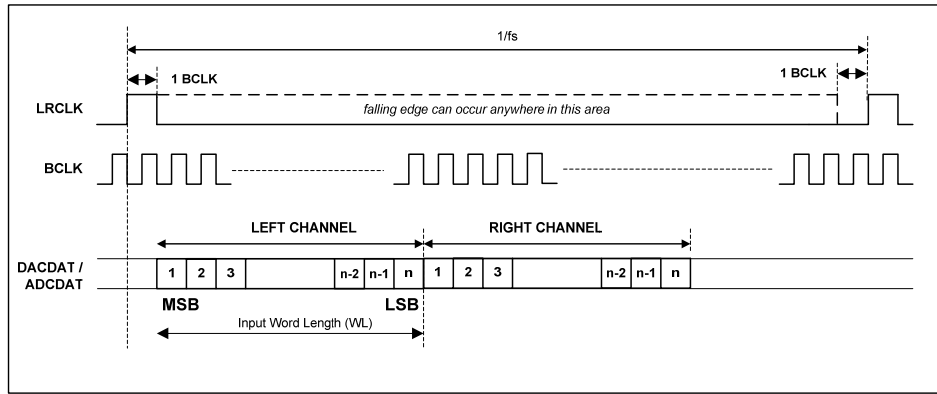 1/fs
1 BCLK
1 BCLK
LRCLK
falling edge can occur anywhere in this area
BCLK
LEFT CHANNEL
RIGHT CHANNEL
DACDAT /
ADCDAT
1 2 3 n-2 n-1 n 1 2 3 n-2 n-1 n
MSB
LSB
Input Word Length (WL)